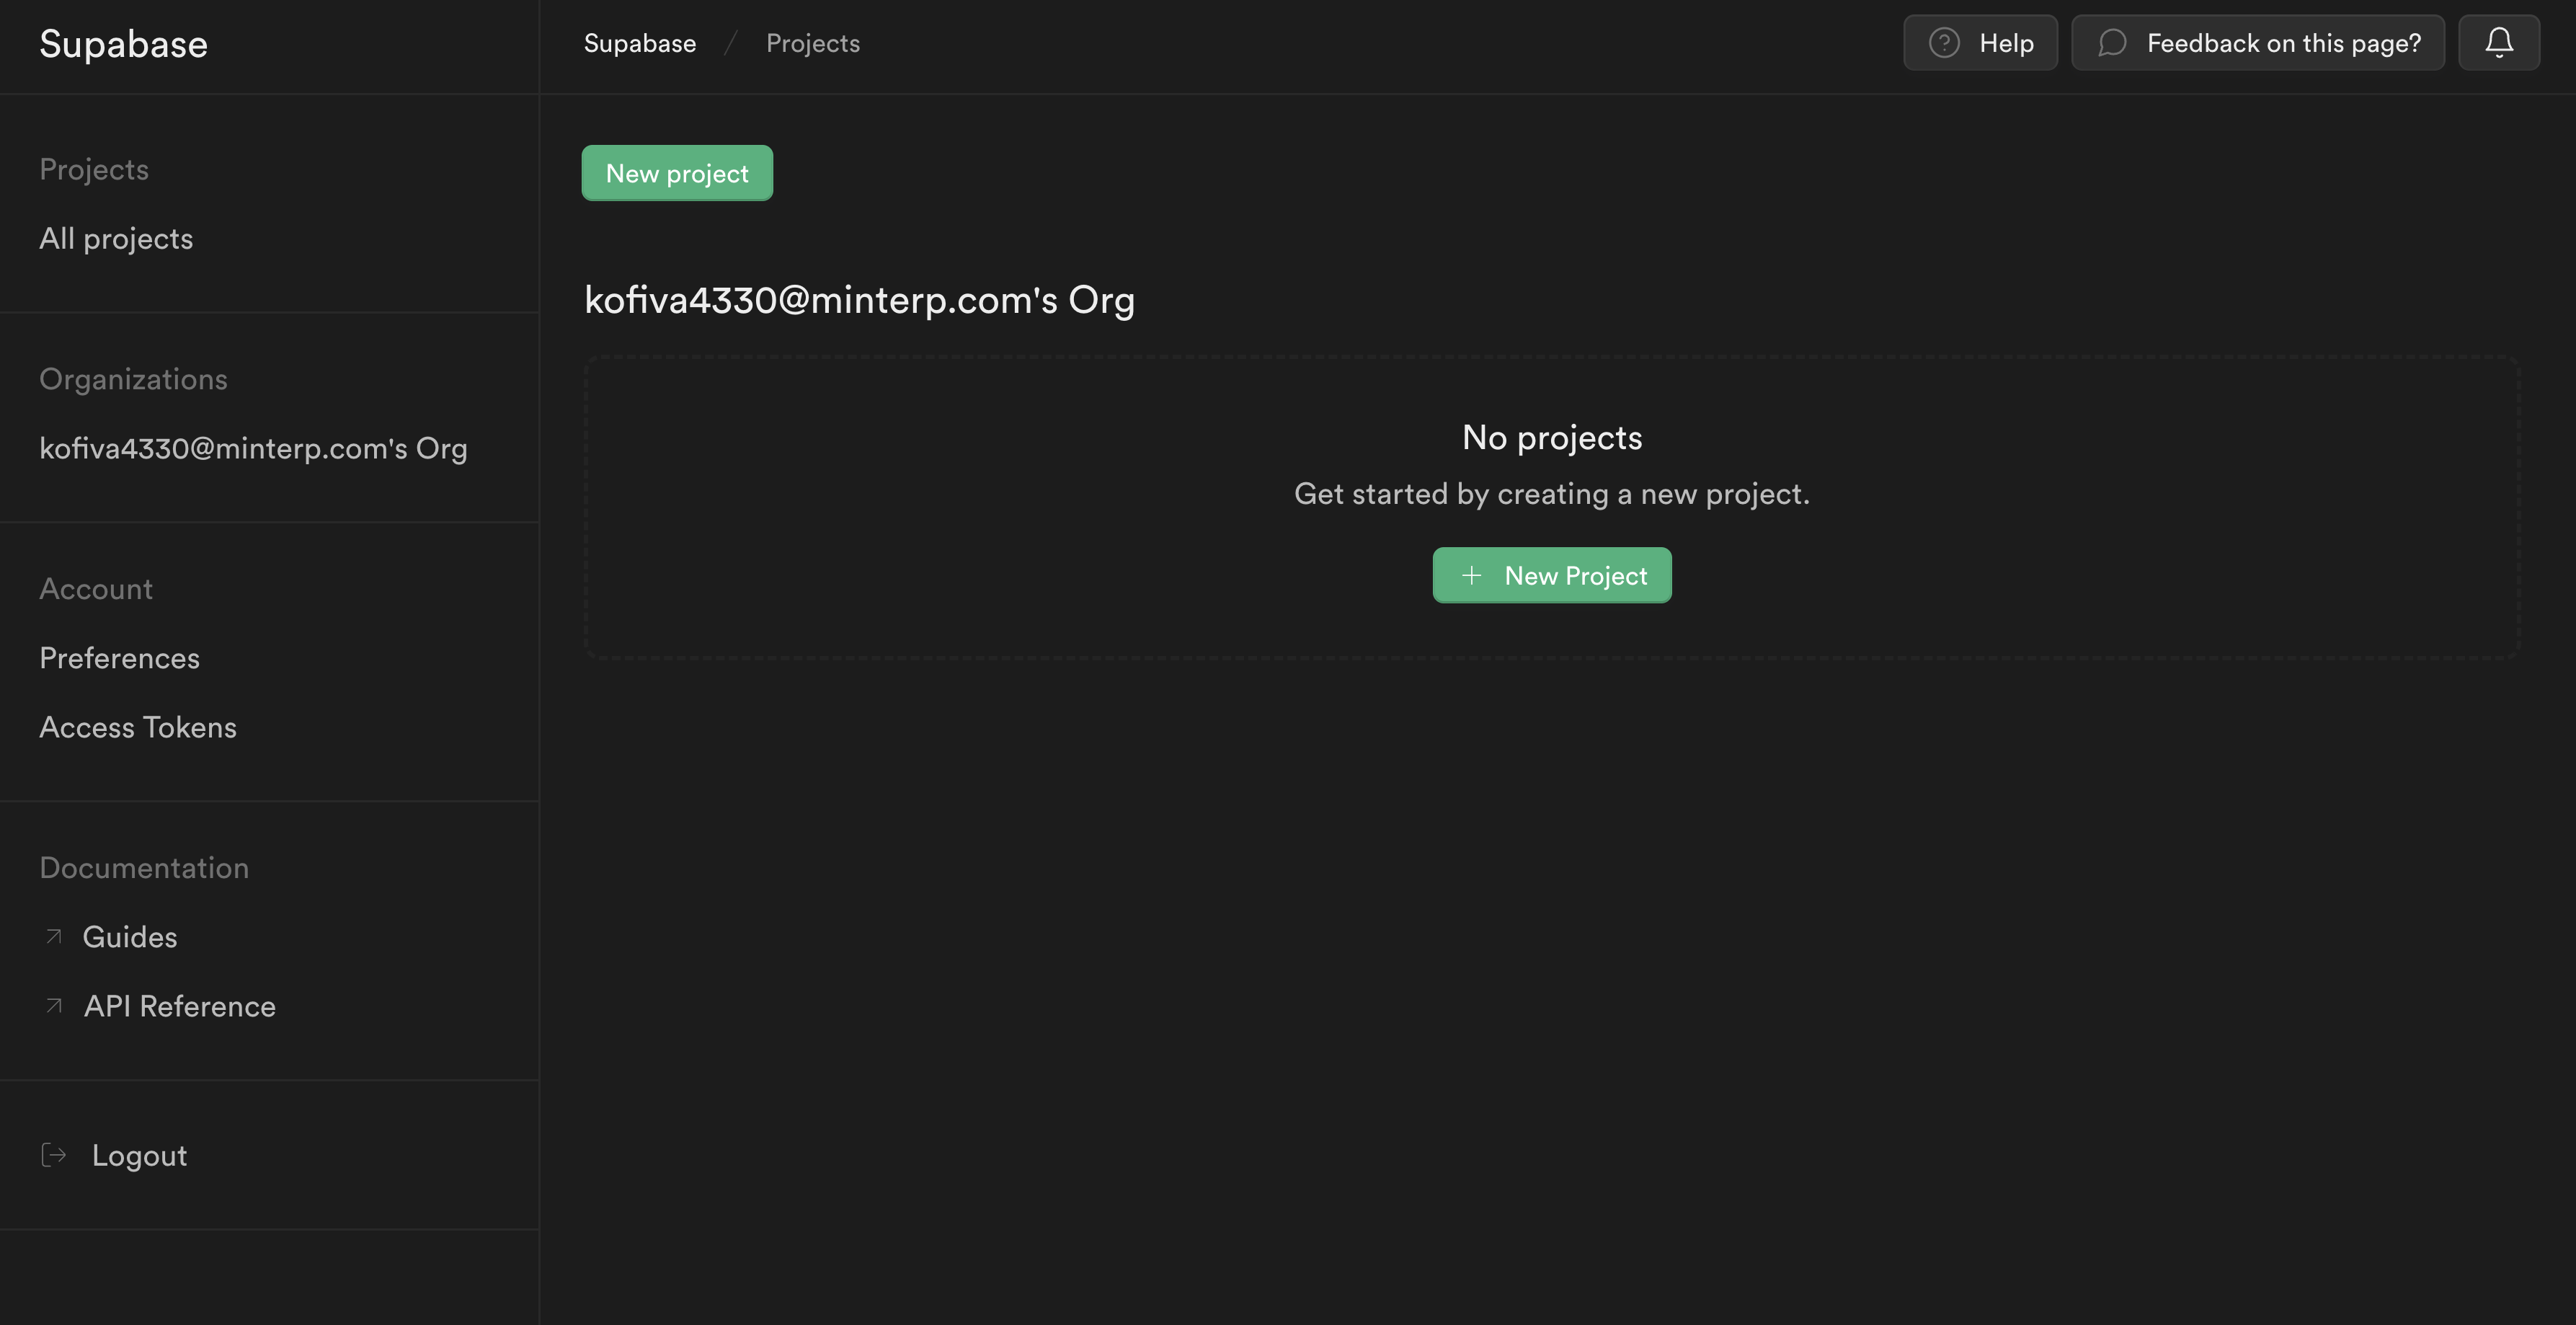 Supabase
Projects
All projects
Organizations
kofiva4330@minterp.com's Org
Account
Preferences
Access Tokens
Documentation
Guides
API Reference
Logout
Supabase / Projects
Help
Feedback on this page?
New project
kofiva4330@minterp.com's Org
No projects
Get started by creating a new project.
+ New Project